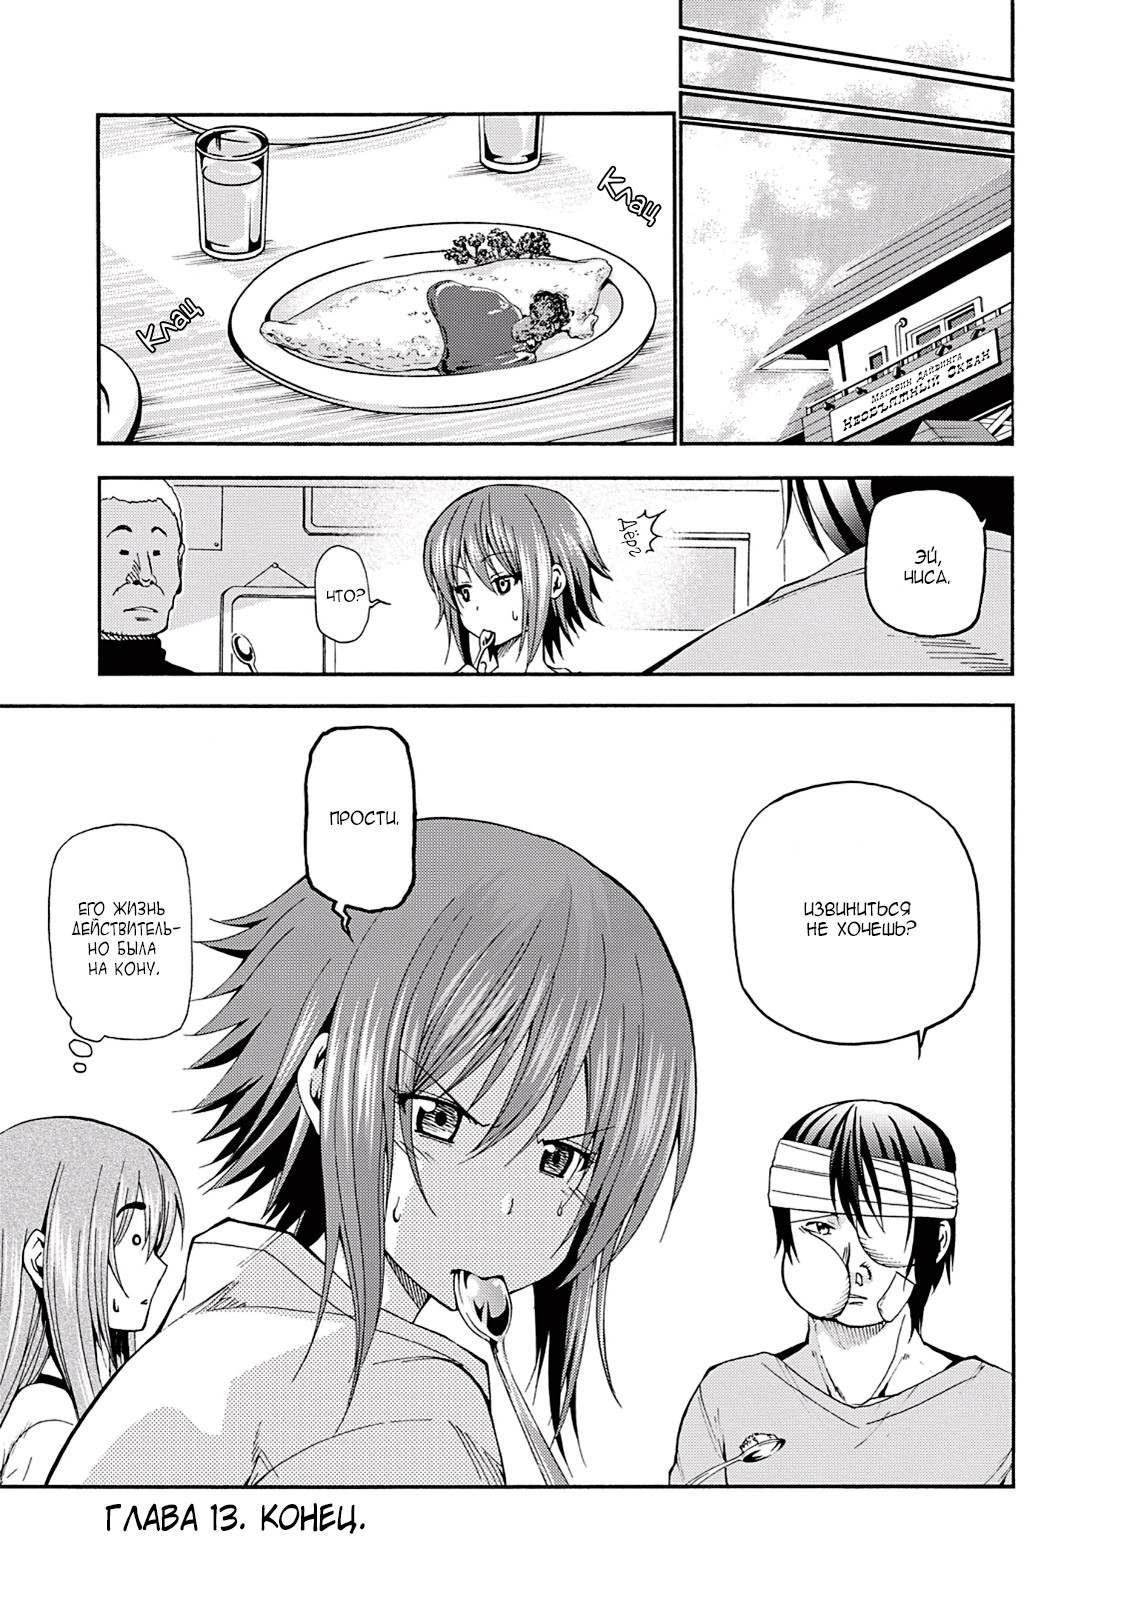 Магазин дайвинга
Необъятный Океан
Клац
Клац
Эй,
Чиса.
Дёрг
Что?
Извиниться
не хочешь?
Прости.
Его жизнь
действитель-
но была
на кону.
Глава 13. Конец.